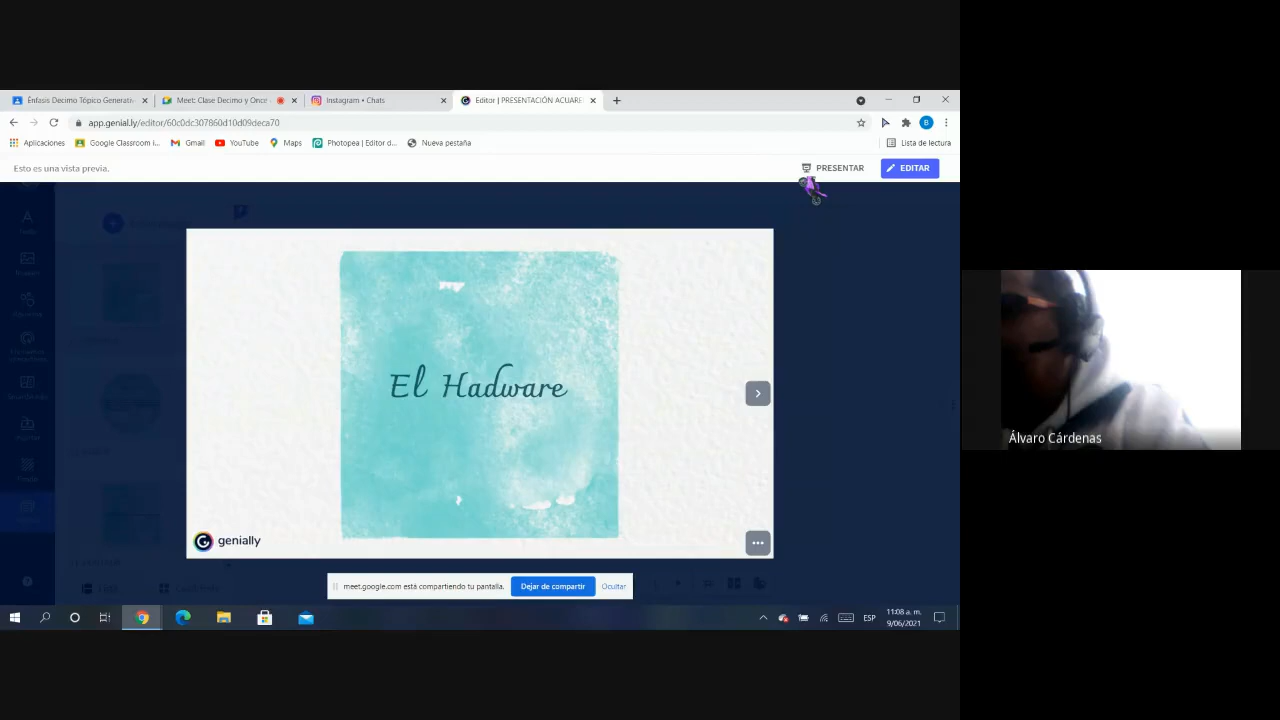 Énfasis Decimo Tópico Generativ
Meet: Clase Decimo y Once
Instagram • Chats
Editor | PRESENTACIÓN ACUARE
app.genial.ly/editor/60c0dc307860d10d09deca70
Aplicaciones
Google Classroom i...
Gmail
YouTube
Maps
Photopea | Editor d...
Nueva pestaña
Lista de lectura
Esto es una vista previa.
PRESENTAR
EDITAR
El Hadware
genially
Álvaro Cárdenas
meet.google.com está compartiendo tu pantalla.
Dejar de compartir
Ocultar
ESP
11:08 a. m.
9/06/2021